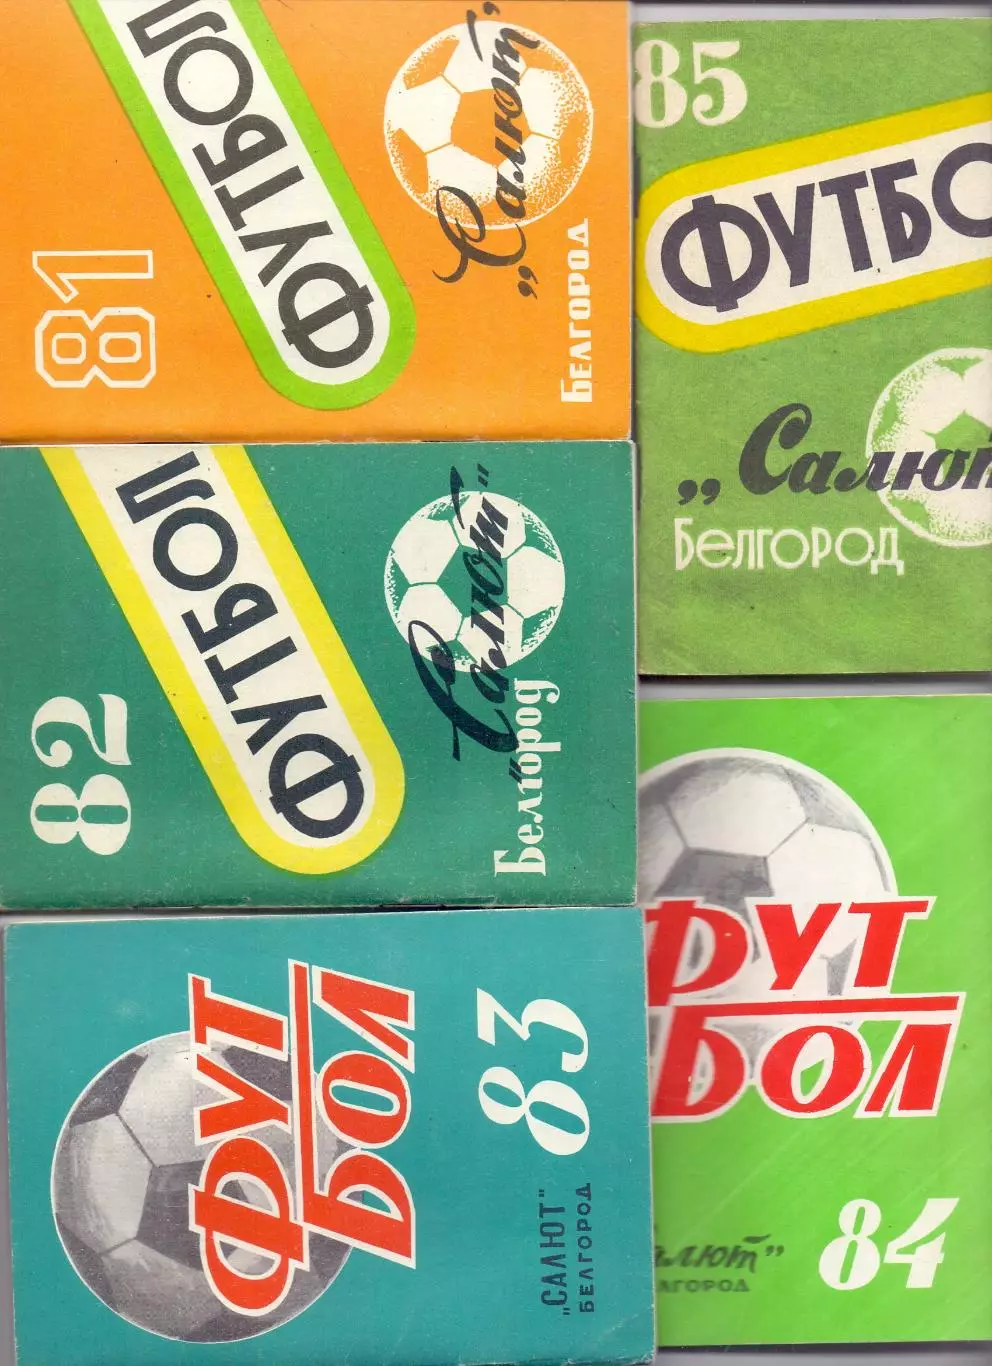 81
ФУТБОЛ
„Салют"
Белгород
82
ФУТБОЛ
„Салют"
Белгород
ФУТ
БОЛ
83
"САЛЮТ"
БЕЛГОРОД
85
ФУТБО
„Салют
Белгород
ФУТ
БОЛ
84
алют"
лгород